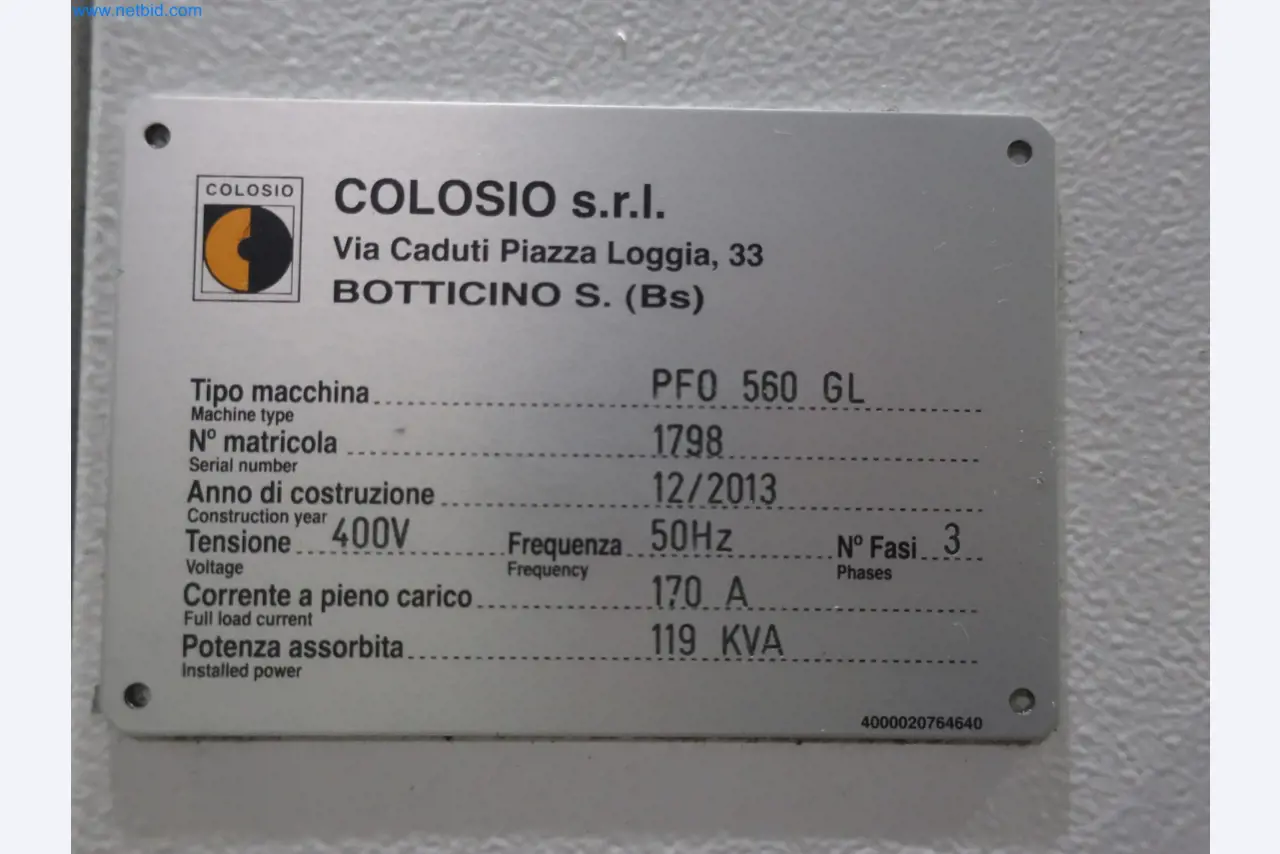 www.netbid.com
COLOSIO
COLOSIO s.r.l.
Via Caduti Piazza Loggia, 33
BOTTICINO S. (Bs)
Tipo macchina PFO 560 GL
Machine type
Nº matricola 1798
Serial number
Anno di costruzione 12/2013
Construction year
Tensione 400V Frequenza 50Hz Nº Fasi 3
Voltage Frequency Phases
Corrente a pieno carico 170 A
Full load current
Potenza assorbita 119 KVA
Installed power
4000020764640